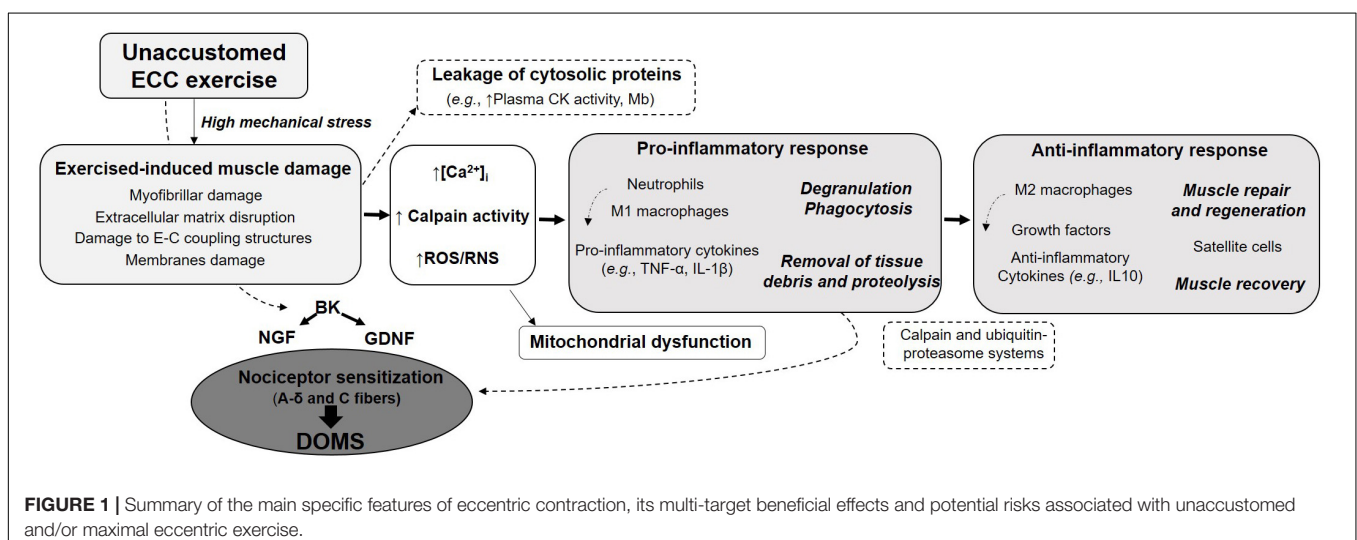 Unaccustomed
ECC exercise
High mechanical stress
Leakage of cytosolic proteins
(e.g., ↑Plasma CK activity, Mb)
Exercised-induced muscle damage
Myofibrillar damage
Extracellular matrix disruption
Damage to E-C coupling structures
Membranes damage
↑[Ca²⁺]ᵢ
↑ Calpain activity
↑ROS/RNS
Pro-inflammatory response
Neutrophils
M1 macrophages
Pro-inflammatory cytokines
(e.g., TNF-α, IL-1β)
Degranulation
Phagocytosis
Removal of tissue
debris and proteolysis
Anti-inflammatory response
M2 macrophages
Growth factors
Anti-inflammatory
Cytokines (e.g., IL10)
Muscle repair
and regeneration
Satellite cells
Muscle recovery
BK
NGF GDNF
Mitochondrial dysfunction
Calpain and ubiquitin-
proteasome systems
Nociceptor sensitization
(A-δ and C fibers)
DOMS
FIGURE 1 | Summary of the main specific features of eccentric contraction, its multi-target beneficial effects and potential risks associated with unaccustomed
and/or maximal eccentric exercise.